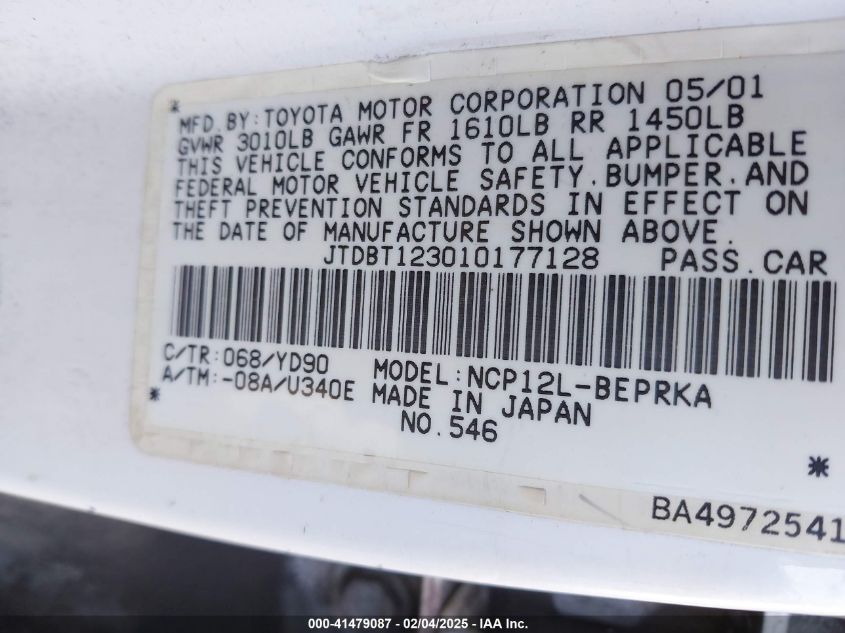 MFD. BY: TOYOTA MOTOR CORPORATION 05/01
GVWR 3010LB GAWR FR 1610LB RR 1450LB
THIS VEHICLE CONFORMS TO ALL APPLICABLE
FEDERAL MOTOR VEHICLE SAFETY, BUMPER, AND
THEFT PREVENTION STANDARDS IN EFFECT ON
THE DATE OF MANUFACTURE SHOWN ABOVE.
JTDBT123010177128 PASS. CAR
C/TR: 068/YD90 MODEL: NCP12L-BEPRKA
A/TM: -08A/U340E MADE IN JAPAN
NO. 546
BA4972541
000-41479087 - 02/04/2025 - IAA Inc.